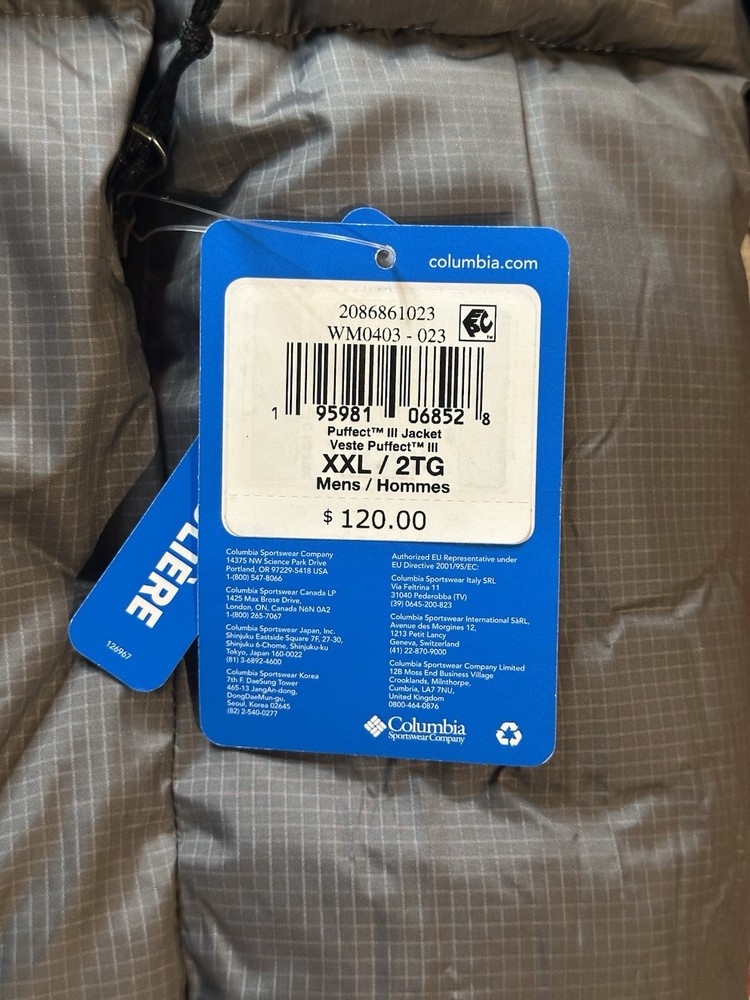 columbia.com
2086861023
WM0403 - 023
1 95981 06852 8
Puffect™ III Jacket
Veste Puffect™ III
XXL / 2TG
Mens / Hommes
$ 120.00
Columbia Sportswear Company
14375 NW Science Park Drive
Portland, OR 97229-5418 USA
1-(800) 547-8066
Columbia Sportswear Canada LP
1425 Max Brose Drive,
London, ON, Canada N6N 0A2
1-(800) 265-7067
Columbia Sportswear Japan, Inc.
Shinjuku Eastside Square 7F, 27-30,
Shinjuku 6-Chome, Shinjuku-ku
Tokyo, Japan 160-0022
(81) 3-6892-4600
Columbia Sportswear Korea
7th F. DaeSung Tower
465-13 JangAn-dong,
DongDaeMun-gu,
Seoul, Korea 02645
(82) 2-540-0277
Authorized EU Representative under
EU Directive 2001/95/EC:
Columbia Sportswear Italy SRL
Via Feltrina 11
31040 Pederobba (TV)
(39) 0645-200-823
Columbia Sportswear International SàRL,
Avenue des Morgines 12,
1213 Petit Lancy
Geneva, Switzerland
(41) 22-870-9000
Columbia Sportswear Company Limited
12B Moss End Business Village
Crooklands, Milnthorpe,
Cumbria, LA7 7NU,
United Kingdom
0800-464-0876
Columbia
Sportswear Company
LIÈRE
126967